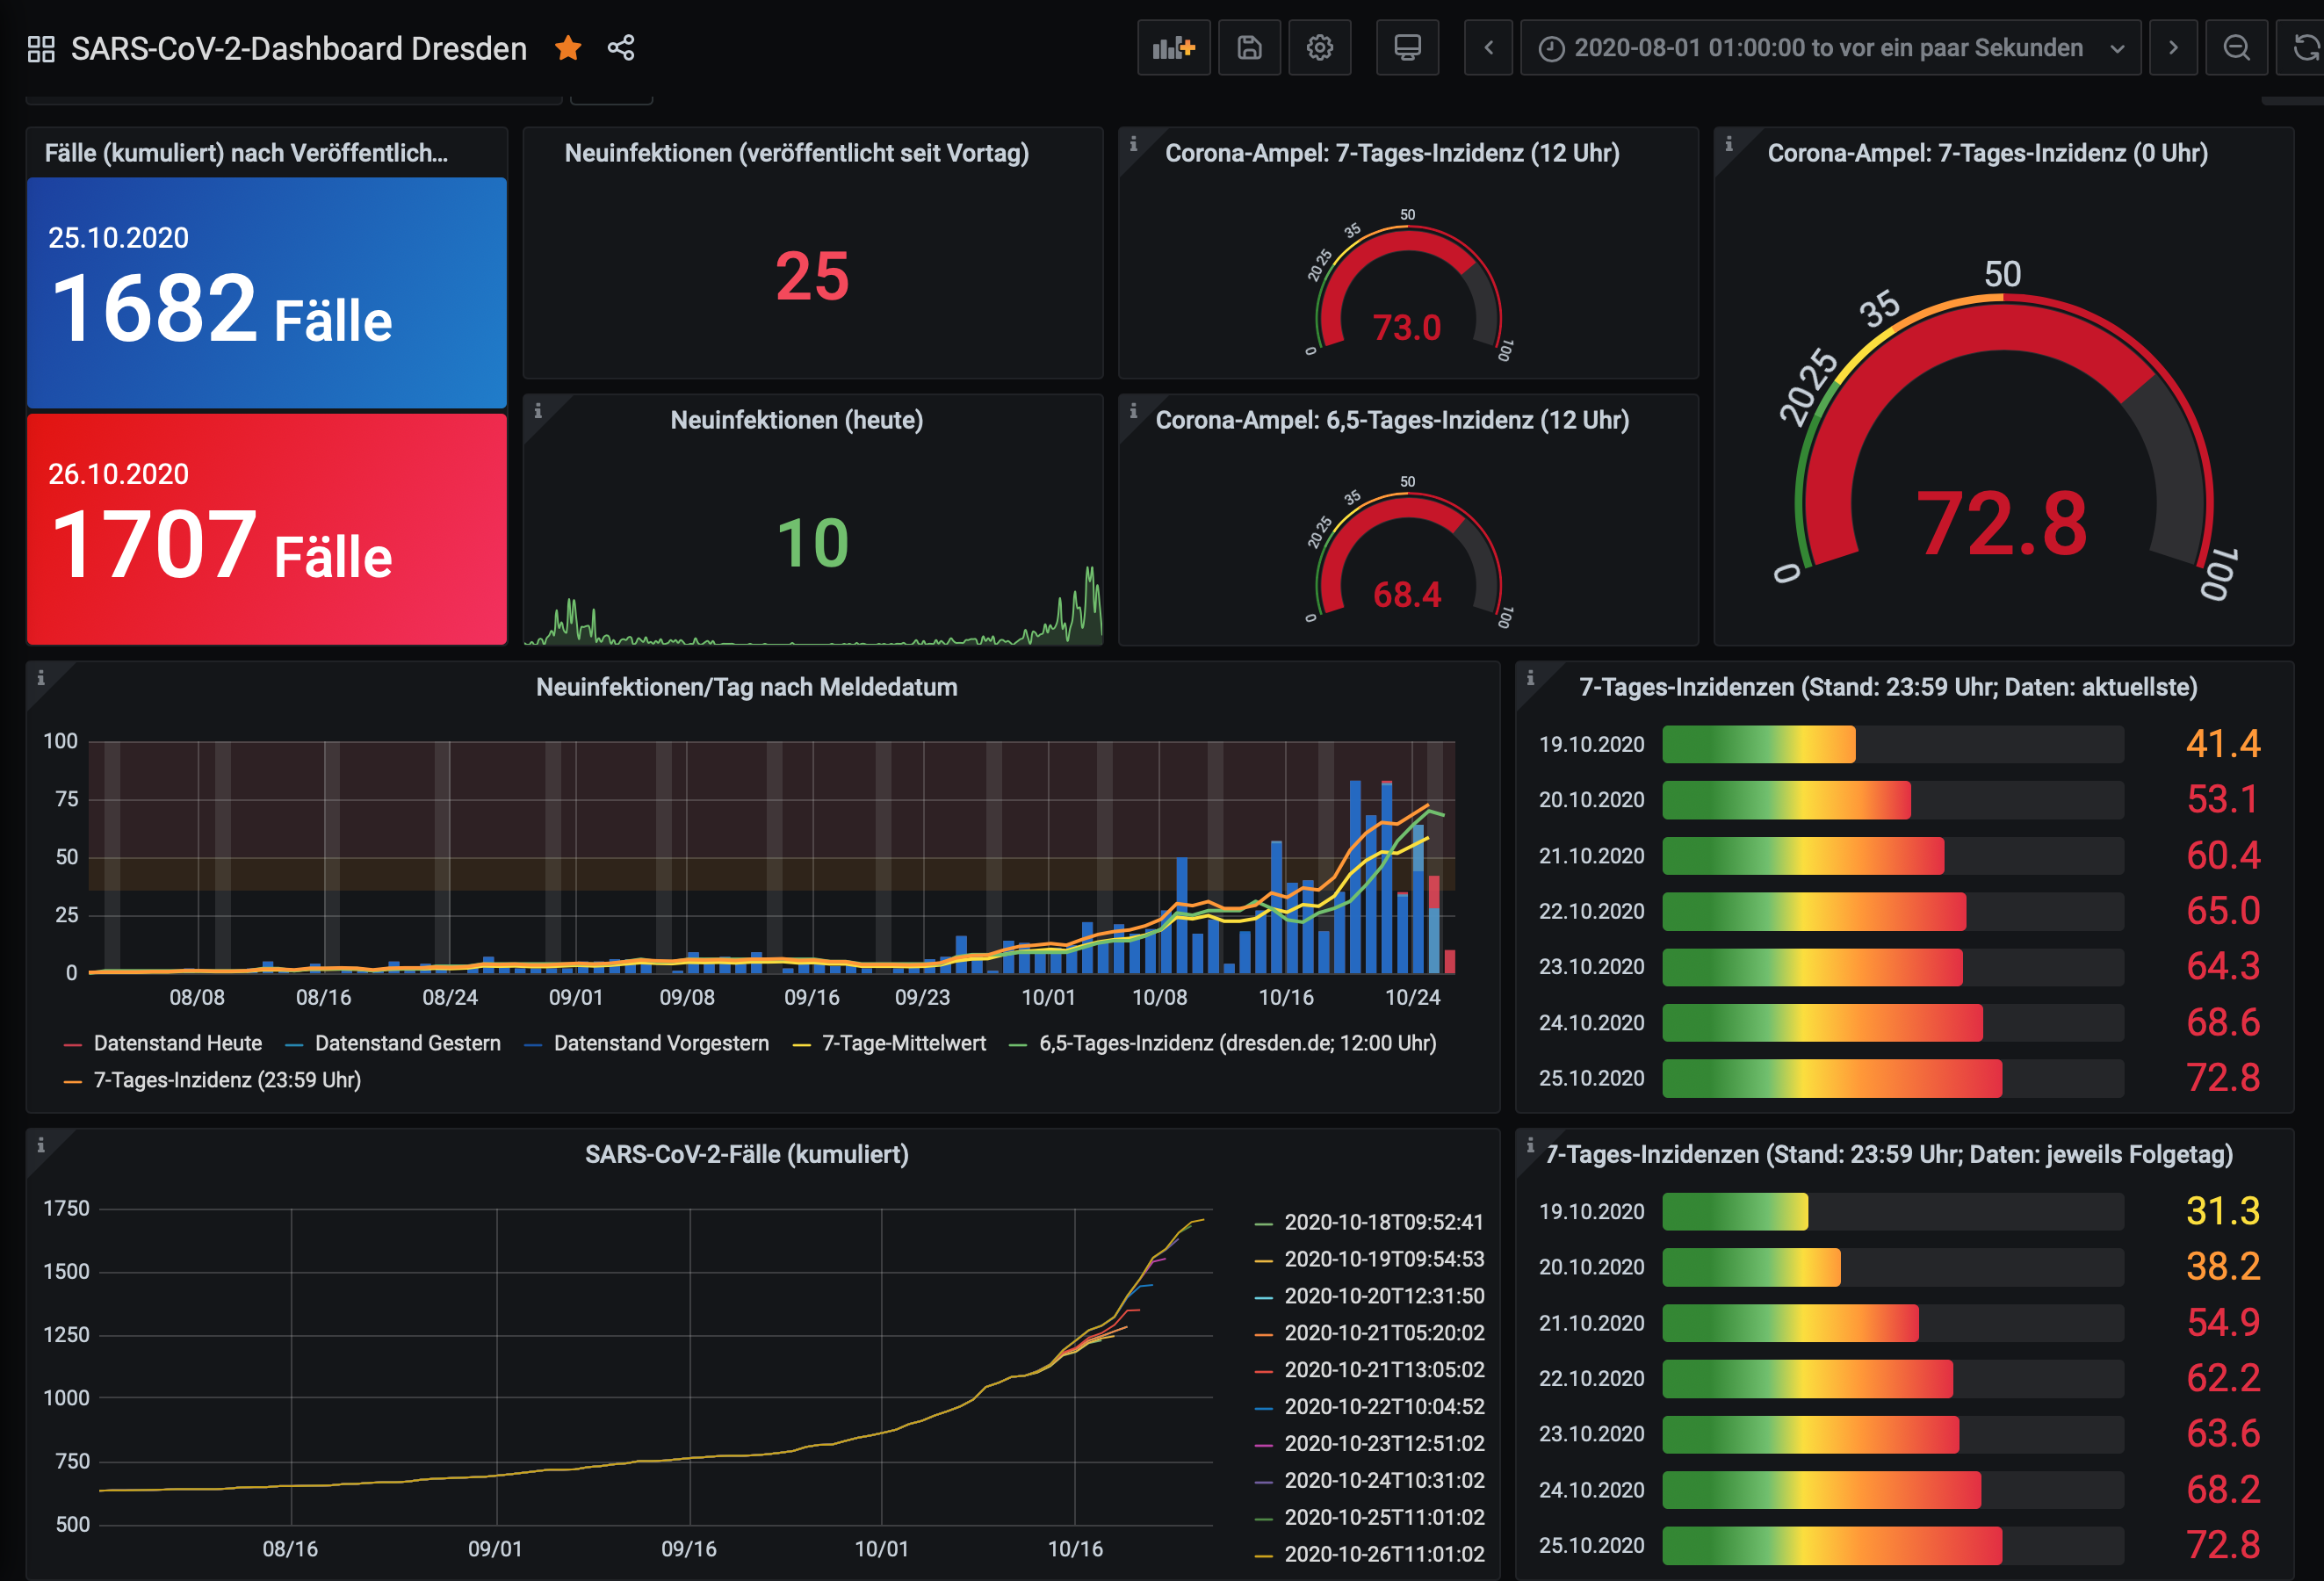 SARS-CoV-2-Dashboard Dresden
2020-08-01 01:00:00 to vor ein paar Sekunden
Fälle (kumuliert) nach Veröffentlich...
25.10.2020
1682 Fälle
26.10.2020
1707 Fälle
Neuinfektionen (veröffentlicht seit Vortag)
25
i
Neuinfektionen (heute)
10
i
Corona-Ampel: 7-Tages-Inzidenz (12 Uhr)
0
20
25
35
50
100
73.0
i
Corona-Ampel: 6,5-Tages-Inzidenz (12 Uhr)
0
20
25
35
50
100
68.4
i
Corona-Ampel: 7-Tages-Inzidenz (0 Uhr)
0
20
25
35
50
100
72.8
i
Neuinfektionen/Tag nach Meldedatum
100
75
50
25
0
08/08 08/16 08/24 09/01 09/08 09/16 09/23 10/01 10/08 10/16 10/24
Datenstand Heute Datenstand Gestern Datenstand Vorgestern 7-Tage-Mittelwert 6,5-Tages-Inzidenz (dresden.de; 12:00 Uhr)
7-Tages-Inzidenz (23:59 Uhr)
i
7-Tages-Inzidenzen (Stand: 23:59 Uhr; Daten: aktuellste)
19.10.2020 41.4
20.10.2020 53.1
21.10.2020 60.4
22.10.2020 65.0
23.10.2020 64.3
24.10.2020 68.6
25.10.2020 72.8
i
SARS-CoV-2-Fälle (kumuliert)
1750
1500
1250
1000
750
500
08/16 09/01 09/16 10/01 10/16
2020-10-18T09:52:41
2020-10-19T09:54:53
2020-10-20T12:31:50
2020-10-21T05:20:02
2020-10-21T13:05:02
2020-10-22T10:04:52
2020-10-23T12:51:02
2020-10-24T10:31:02
2020-10-25T11:01:02
2020-10-26T11:01:02
i
7-Tages-Inzidenzen (Stand: 23:59 Uhr; Daten: jeweils Folgetag)
19.10.2020 31.3
20.10.2020 38.2
21.10.2020 54.9
22.10.2020 62.2
23.10.2020 63.6
24.10.2020 68.2
25.10.2020 72.8